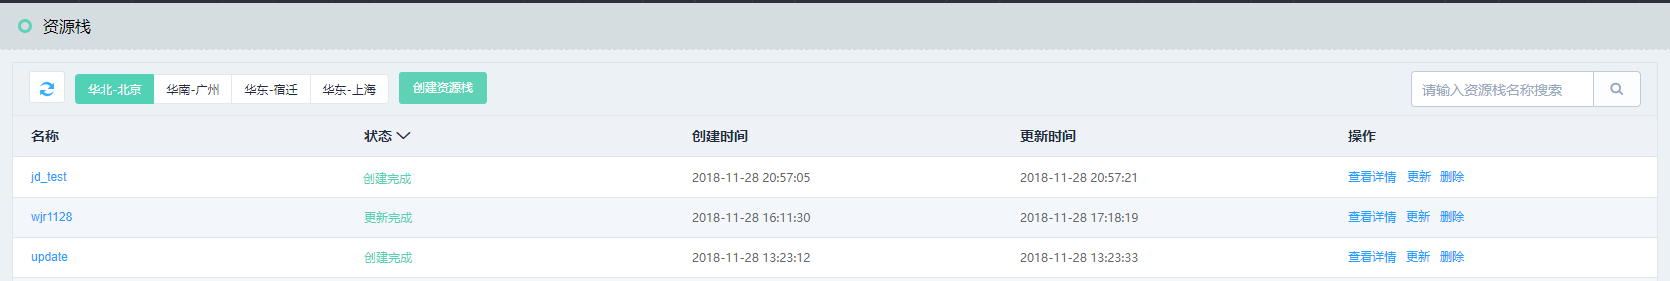 资源栈
华北-北京 华南-广州 华东-宿迁 华东-上海 创建资源栈 请输入资源栈名称搜索
名称 状态 创建时间 更新时间 操作
jd_test 创建完成 2018-11-28 20:57:05 2018-11-28 20:57:21 查看详情 更新 删除
wjr1128 更新完成 2018-11-28 16:11:30 2018-11-28 17:18:19 查看详情 更新 删除
update 创建完成 2018-11-28 13:23:12 2018-11-28 13:23:33 查看详情 更新 删除